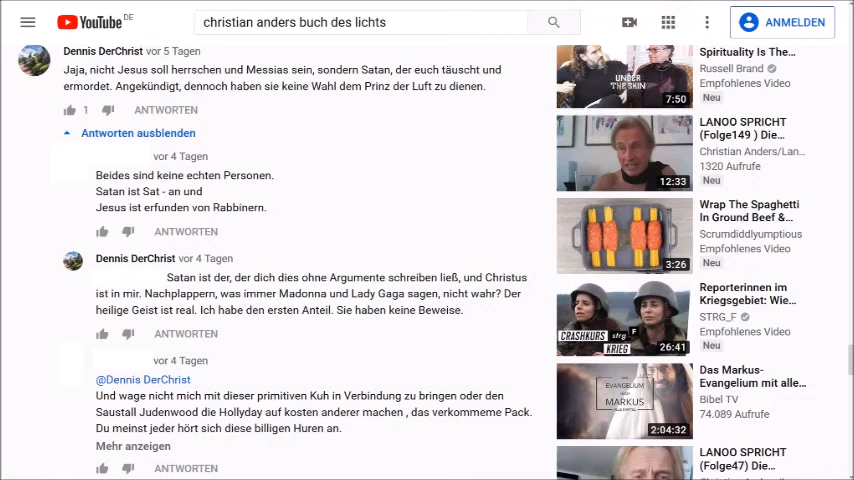 YouTube DE
christian anders buch des lichts
ANMELDEN
Dennis DerChrist vor 5 Tagen
Jaja, nicht Jesus soll herrschen und Messias sein, sondern Satan, der euch täuscht und
ermordet. Angekündigt, dennoch haben sie keine Wahl dem Prinz der Luft zu dienen.
1 ANTWORTEN
Antworten ausblenden
vor 4 Tagen
Beides sind keine echten Personen.
Satan ist Sat - an und
Jesus ist erfunden von Rabbinern.
ANTWORTEN
Dennis DerChrist vor 4 Tagen
Satan ist der, der dich dies ohne Argumente schreiben ließ, und Christus
ist in mir. Nachplappern, was immer Madonna und Lady Gaga sagen, nicht wahr? Der
heilige Geist ist real. Ich habe den ersten Anteil. Sie haben keine Beweise.
ANTWORTEN
vor 4 Tagen
@Dennis DerChrist
Und wage nicht mich mit dieser primitiven Kuh in Verbindung zu bringen oder den
Saustall Judenwood die Hollyday auf kosten anderer machen , das verkommeme Pack.
Du meinst jeder hört sich diese billigen Huren an.
Mehr anzeigen
ANTWORTEN
UNDER
THE SKIN
7:50
Spirituality Is The...
Russell Brand
Empfohlenes Video
Neu
12:33
LANOO SPRICHT
(Folge149 ) Die...
Christian Anders/Lan...
1320 Aufrufe
Neu
3:26
Wrap The Spaghetti
In Ground Beef &...
Scrumdiddlyumptious
Empfohlenes Video
Neu
CRASHKURS strg F
KRIEG
26:41
Reporterinnen im
Kriegsgebiet: Wie...
STRG_F
Empfohlenes Video
Neu
EVANGELIUM
MARKUS
2:04:32
Das Markus-
Evangelium mit alle...
Bibel TV
74.089 Aufrufe
LANOO SPRICHT
(Folge47) Die...